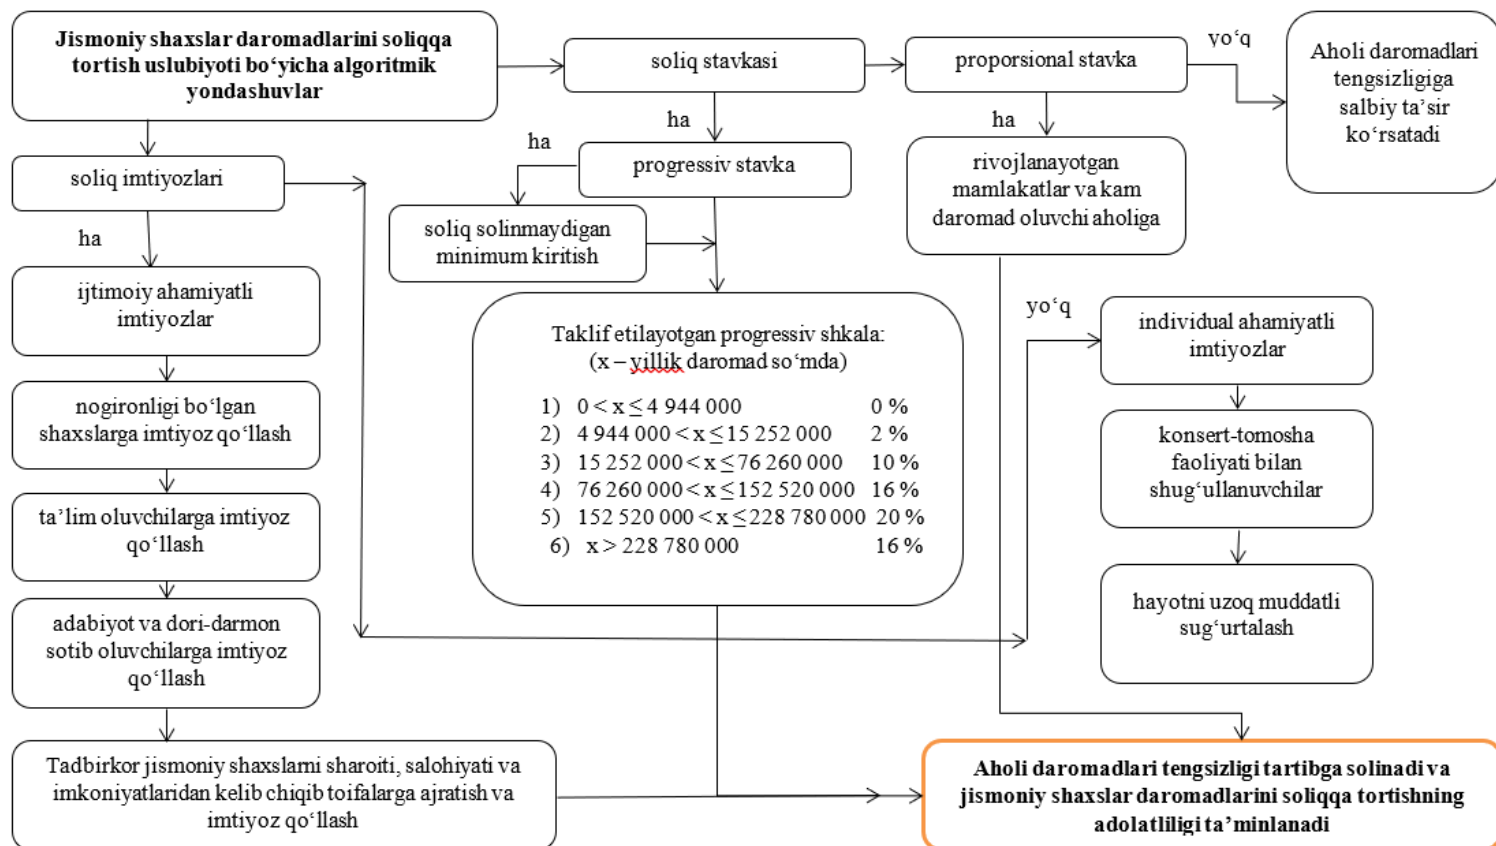 Jismoniy shaxslar daromadlarini soliqqa
tortish uslubiyoti bo‘yicha algoritmik
yondashuvlar
soliq stavkasi
proporsional stavka
yo‘q
Aholi daromadlari
tengsizligiga
salbiy ta’sir
ko‘rsatadi
ha
ha
ha
soliq imtiyozlari
progressiv stavka
rivojlanayotgan
mamlakatlar va kam
daromad oluvchi aholiga
soliq solinmaydigan
minimum kiritish
ha
ijtimoiy ahamiyatli
imtiyozlar
nogironligi bo‘lgan
shaxslarga imtiyoz qo‘llash
ta’lim oluvchilarga imtiyoz
qo‘llash
adabiyot va dori-darmon
sotib oluvchilarga imtiyoz
qo‘llash
Taklif etilayotgan progressiv shkala:
(x – yillik daromad so‘mda)
1) 0 < x ≤ 4 944 000 0 %
2) 4 944 000 < x ≤ 15 252 000 2 %
3) 15 252 000 < x ≤ 76 260 000 10 %
4) 76 260 000 < x ≤ 152 520 000 16 %
5) 152 520 000 < x ≤ 228 780 000 20 %
6) x > 228 780 000 16 %
yo‘q
individual ahamiyatli
imtiyozlar
konsert-tomosha
faoliyati bilan
shug‘ullanuvchilar
hayotni uzoq muddatli
sug‘urtalash
Tadbirkor jismoniy shaxslarni sharoiti, salohiyati va
imkoniyatlaridan kelib chiqib toifalarga ajratish va
imtiyoz qo‘llash
Aholi daromadlari tengsizligi tartibga solinadi va
jismoniy shaxslar daromadlarini soliqqa tortishning
adolatliligi ta’minlanadi